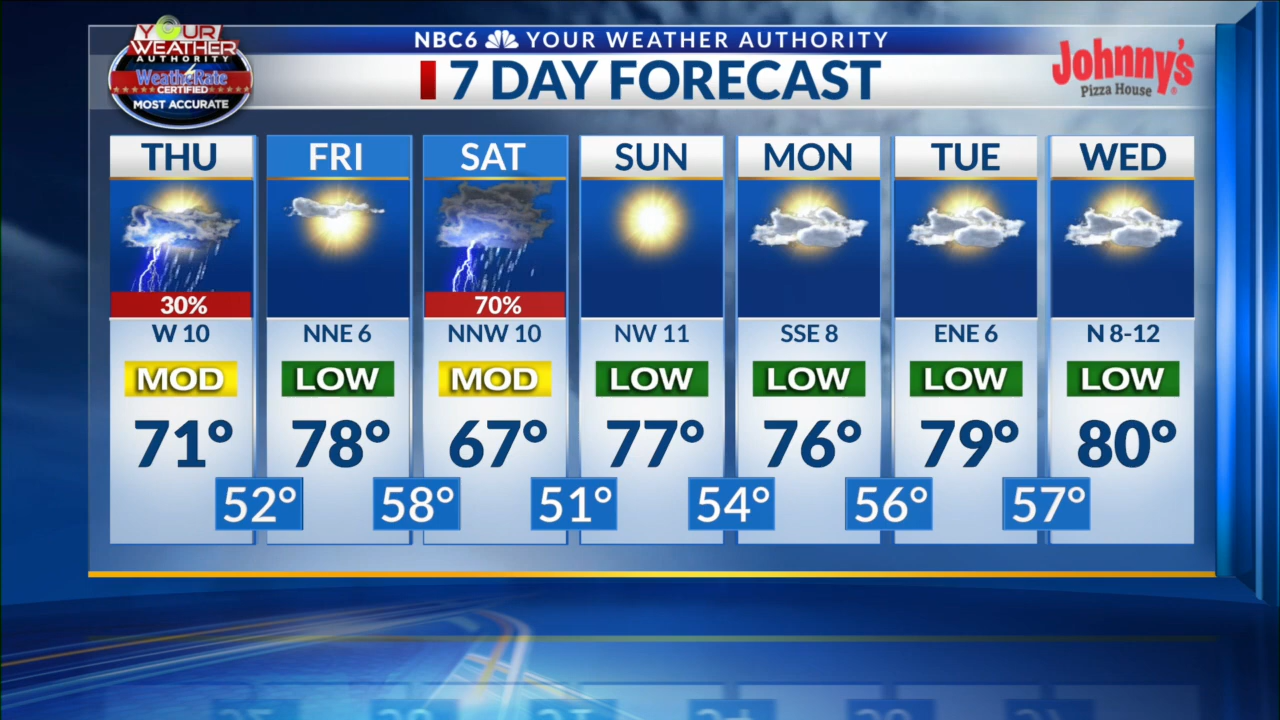 YOUR
WEATHER
AUTHORITY
WeatheRate
CERTIFIED
MOST ACCURATE
NBC6 YOUR WEATHER AUTHORITY
7 DAY FORECAST
Johnny's
Pizza House
THU FRI SAT SUN MON TUE WED
30% 70%
W 10 NNE 6 NNW 10 NW 11 SSE 8 ENE 6 N 8-12
MOD LOW MOD LOW LOW LOW LOW
71° 78° 67° 77° 76° 79° 80°
52° 58° 51° 54° 56° 57°